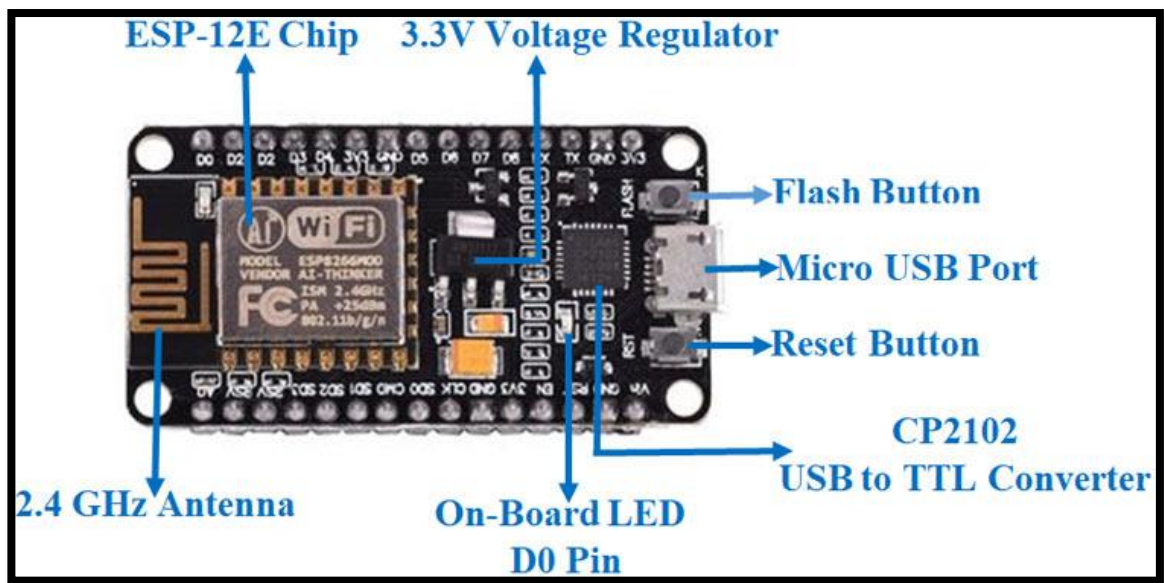 ESP-12E Chip 3.3V Voltage Regulator
D0 D2 D2 D3 D4 3V3 GND D5 D6 D7 D8 RX TX GND 3V3
K
FLASH
Flash Button
Ai WiFi
MODEL ESP8266MOD
VENDOR AI-THINKER
ISM 2.4GHz
FC PA +25dBm
802.11b/g/n
Micro USB Port
RST
Reset Button
RSV RSV SD3 SD2 SD1 CMD SD0 CLK GND 3V3 EN RST GND Vin
CP2102
USB to TTL Converter
2.4 GHz Antenna
On-Board LED
D0 Pin